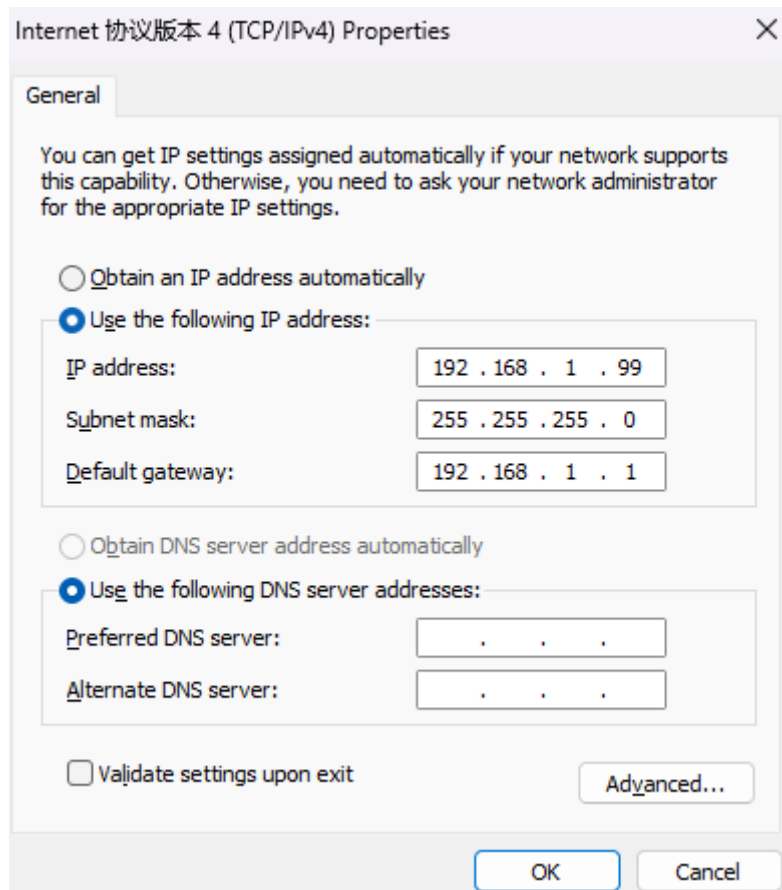 Internet 协议版本 4 (TCP/IPv4) Properties
General
You can get IP settings assigned automatically if your network supports
this capability. Otherwise, you need to ask your network administrator
for the appropriate IP settings.
Obtain an IP address automatically
Use the following IP address:
IP address: 192 . 168 . 1 . 99
Subnet mask: 255 . 255 . 255 . 0
Default gateway: 192 . 168 . 1 . 1
Obtain DNS server address automatically
Use the following DNS server addresses:
Preferred DNS server: . . .
Alternate DNS server: . . .
Validate settings upon exit
Advanced...
OK Cancel